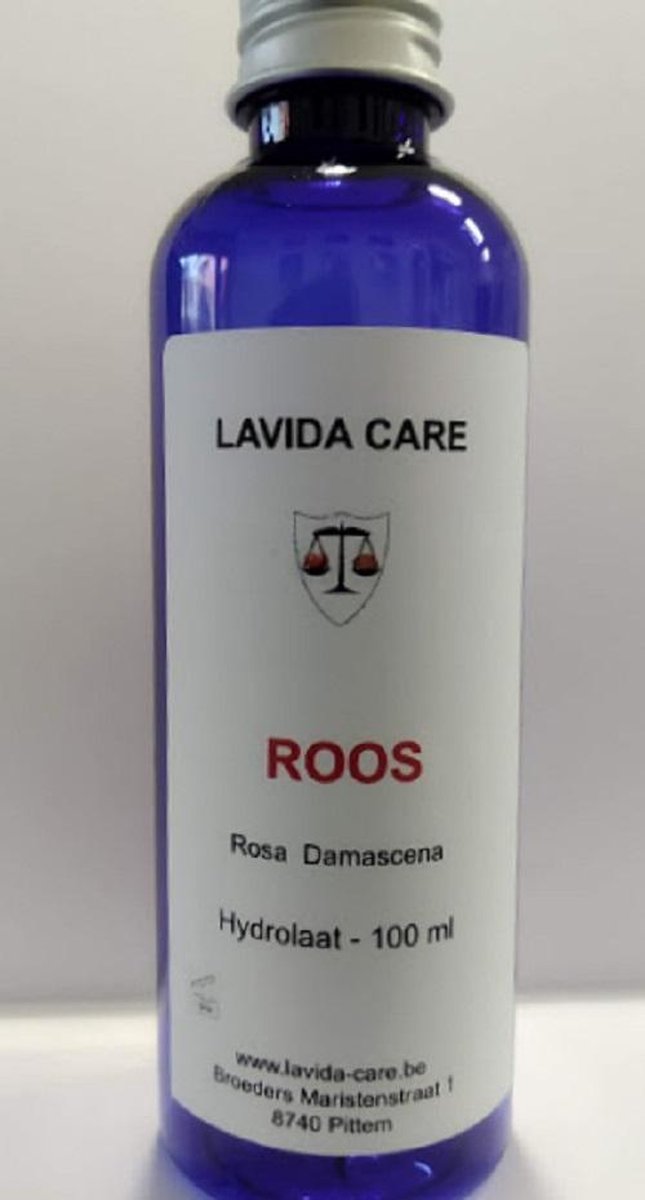 LAVIDA CARE
ROOS
Rosa Damascena
Hydrolaat - 100 ml
www.lavida-care.be
Broeders Maristenstraat 1
8740 Pittem